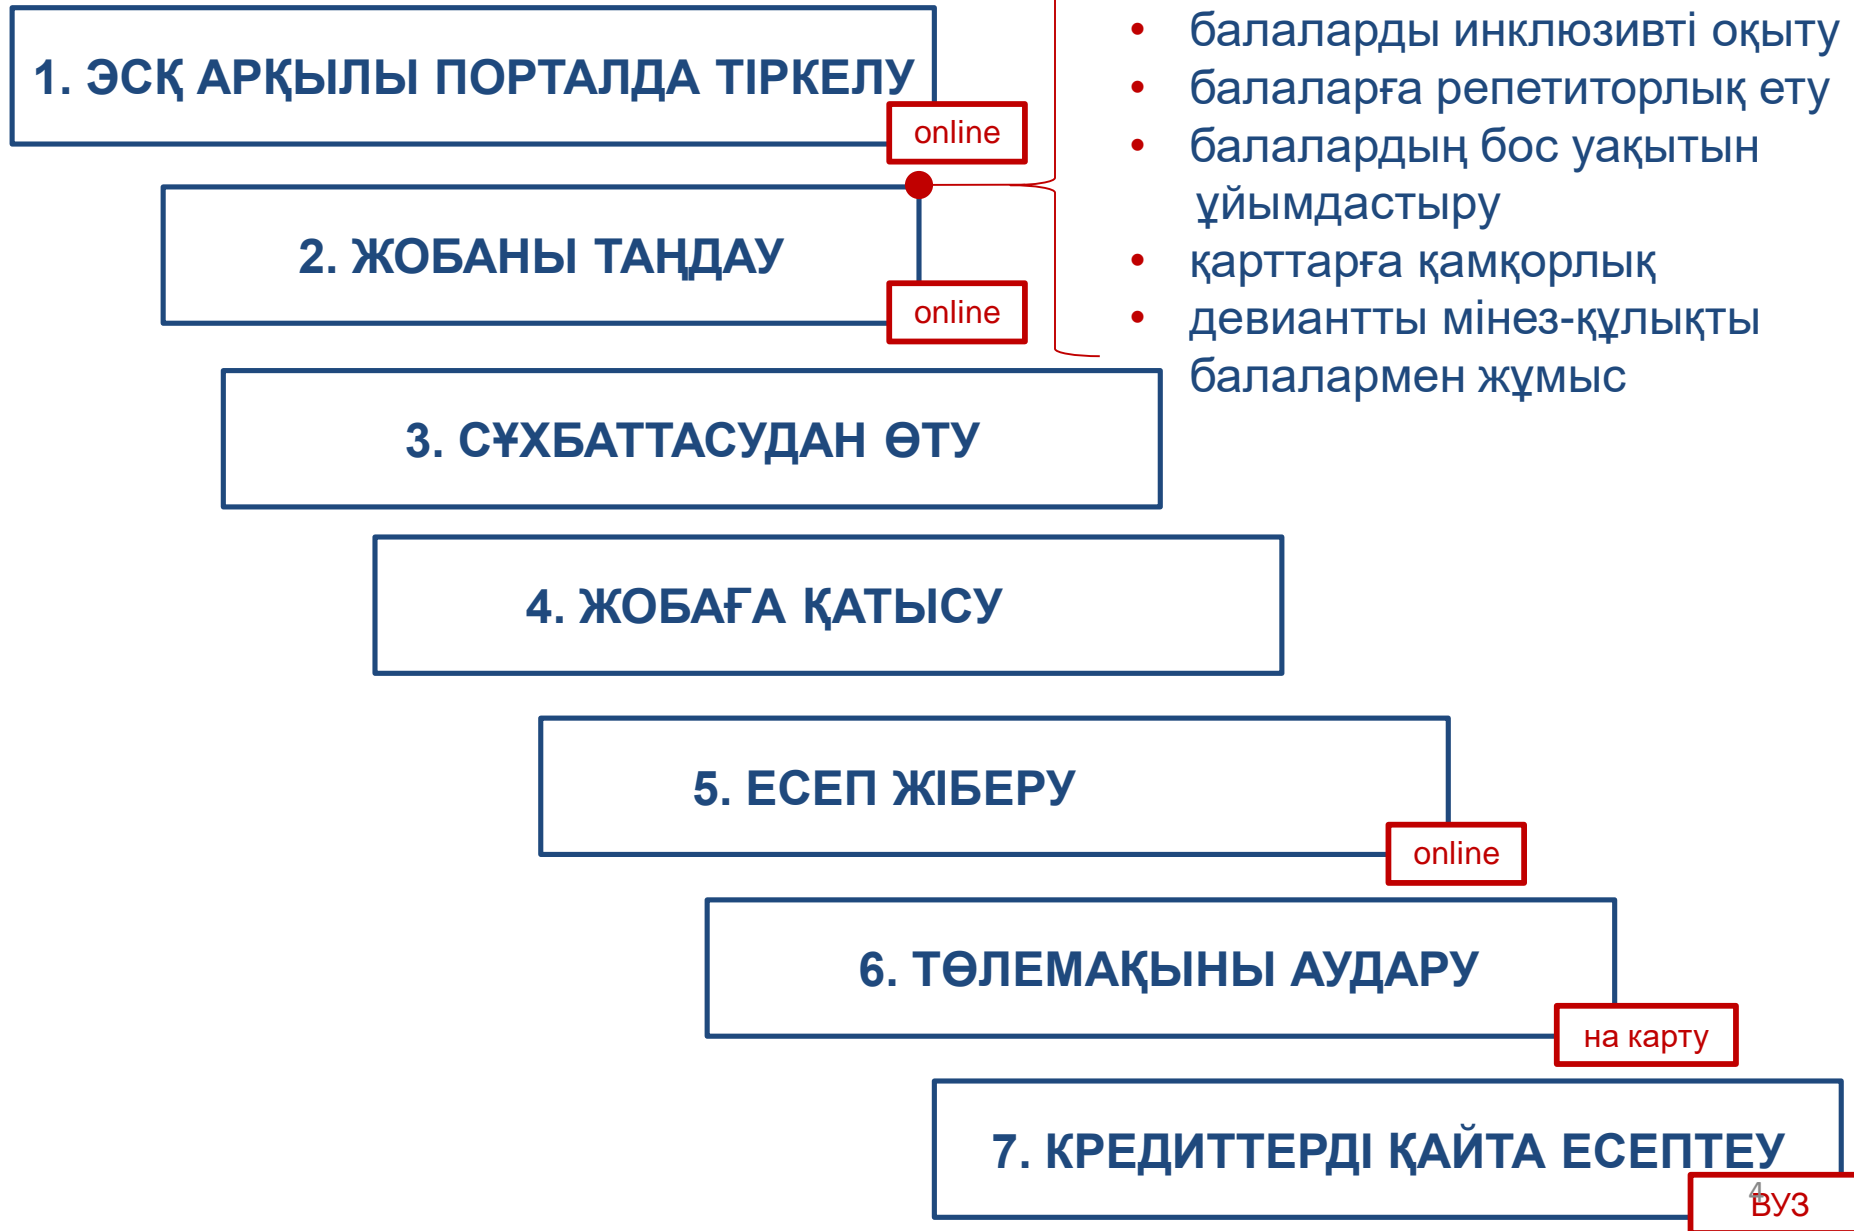 1. ЭСҚ АРҚЫЛЫ ПОРТАЛДА ТІРКЕЛУ
online
• балаларды инклюзивті оқыту
• балаларға репетиторлық ету
• балалардың бос уақытын
ұйымдастыру
• қарттарға қамқорлық
• девиантты мінез-құлықты
балалармен жұмыс
2. ЖОБАНЫ ТАҢДАУ
online
3. СҰХБАТТАСУДАН ӨТУ
4. ЖОБАҒА ҚАТЫСУ
5. ЕСЕП ЖІБЕРУ
online
6. ТӨЛЕМАҚЫНЫ АУДАРУ
на карту
7. КРЕДИТТЕРДІ ҚАЙТА ЕСЕПТЕУ
ВУЗ
4